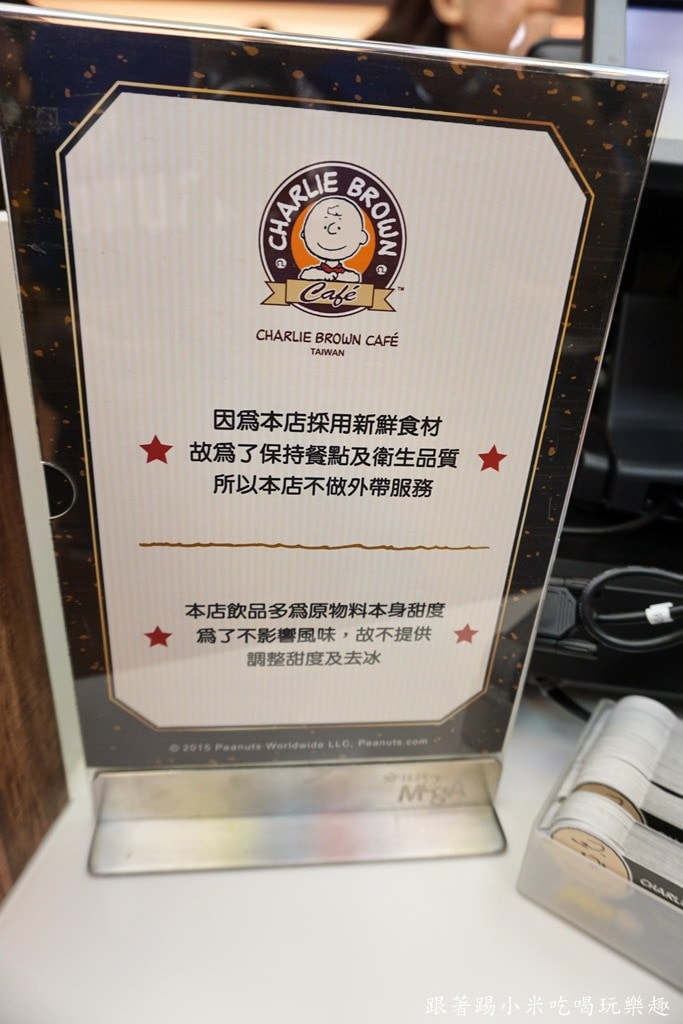 CHARLIE BROWN
Café
TM
CHARLIE BROWN CAFÉ
TAIWAN
因為本店採用新鮮食材
故為了保持餐點及衛生品質
所以本店不做外帶服務
本店飲品多為原物料本身甜度
為了不影響風味，故不提供
調整甜度及去冰
© 2015 Peanuts Worldwide LLC, Peanuts.com
MEGA
跟著踢小米吃喝玩樂趣